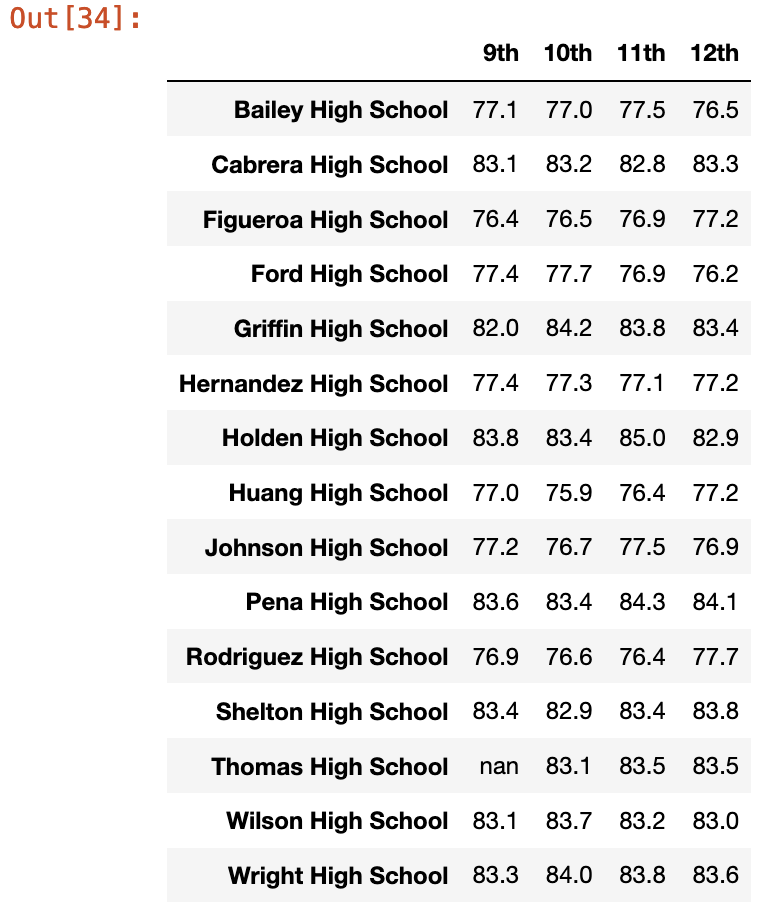 Out[34]:
9th 10th 11th 12th
Bailey High School 77.1 77.0 77.5 76.5
Cabrera High School 83.1 83.2 82.8 83.3
Figueroa High School 76.4 76.5 76.9 77.2
Ford High School 77.4 77.7 76.9 76.2
Griffin High School 82.0 84.2 83.8 83.4
Hernandez High School 77.4 77.3 77.1 77.2
Holden High School 83.8 83.4 85.0 82.9
Huang High School 77.0 75.9 76.4 77.2
Johnson High School 77.2 76.7 77.5 76.9
Pena High School 83.6 83.4 84.3 84.1
Rodriguez High School 76.9 76.6 76.4 77.7
Shelton High School 83.4 82.9 83.4 83.8
Thomas High School nan 83.1 83.5 83.5
Wilson High School 83.1 83.7 83.2 83.0
Wright High School 83.3 84.0 83.8 83.6